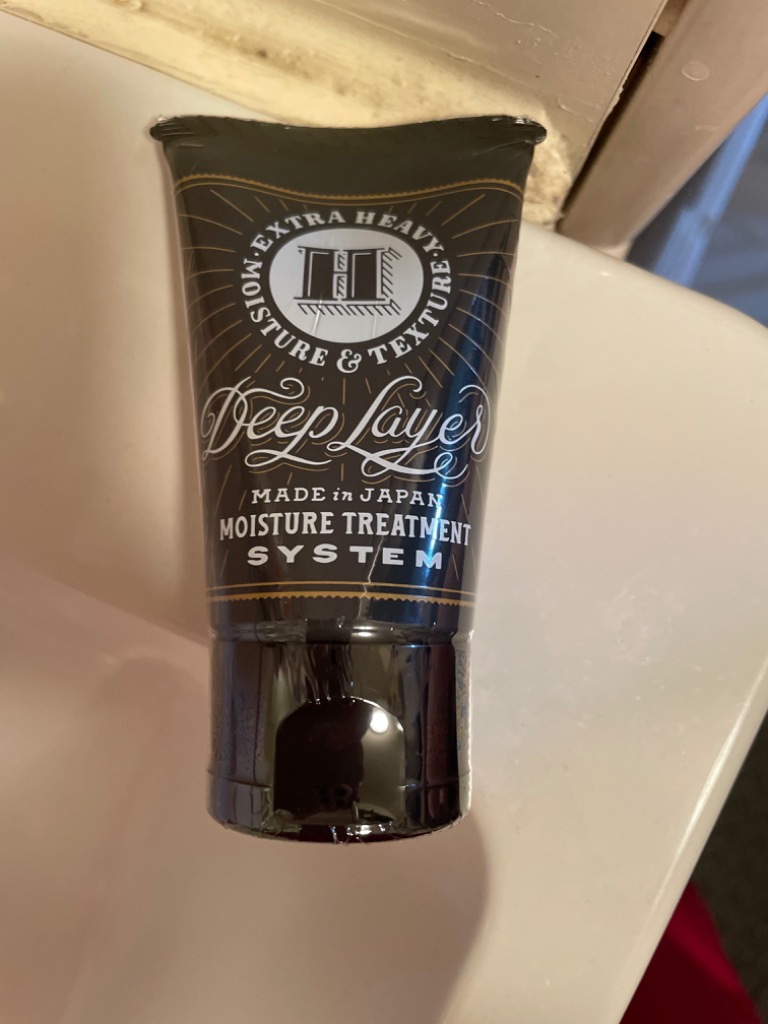 EXTRA HEAVY·
MOISTURE & TEXTURE·
H
Deep Layer
MADE in JAPAN
MOISTURE TREATMENT
SYSTEM